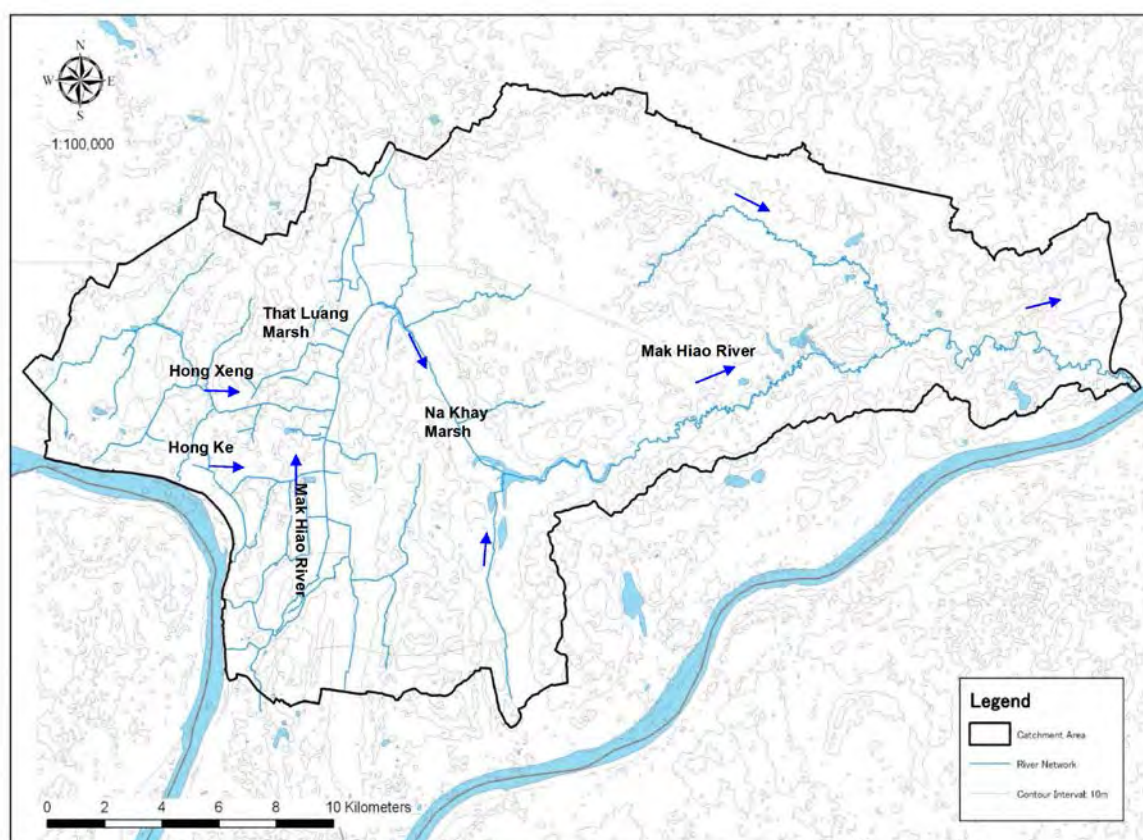 N
W E
S
1:100,000
That Luang
Marsh
Hong Xeng
Mak Hiao River
Na Khay
Marsh
Hong Ke
Mak Hiao River
Legend
Catchment Area
River Network
Contour Interval: 10m
0 2 4 6 8 10 Kilometers